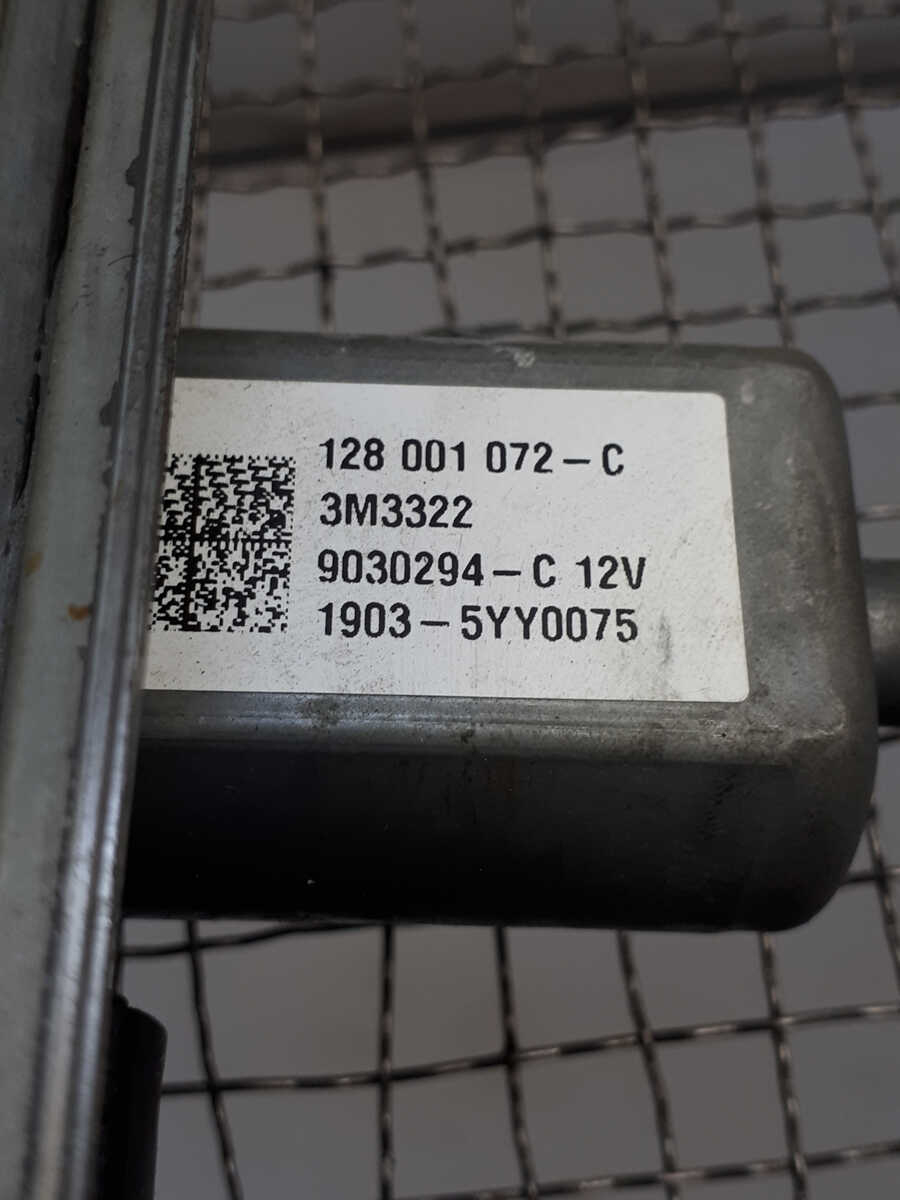 128 001 072-C
3M3322
9030294-C 12V
1903-5YY0075